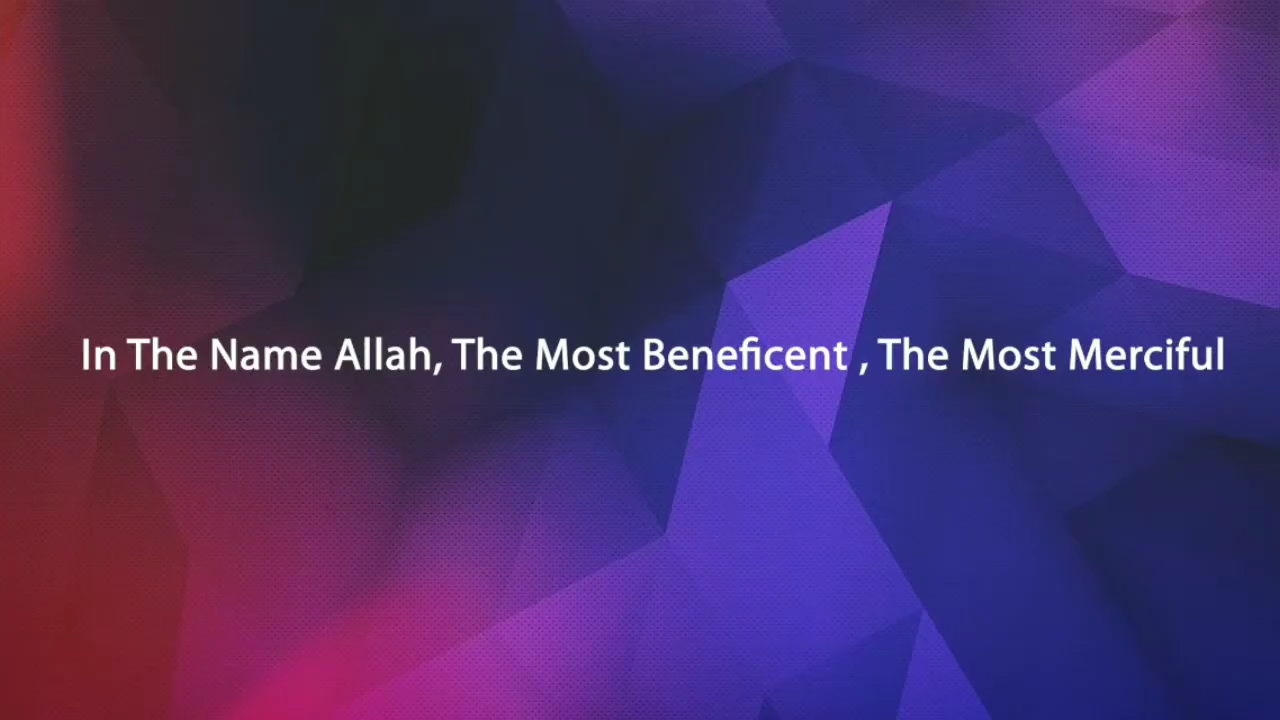 In The Name Allah, The Most Beneficent , The Most Merciful